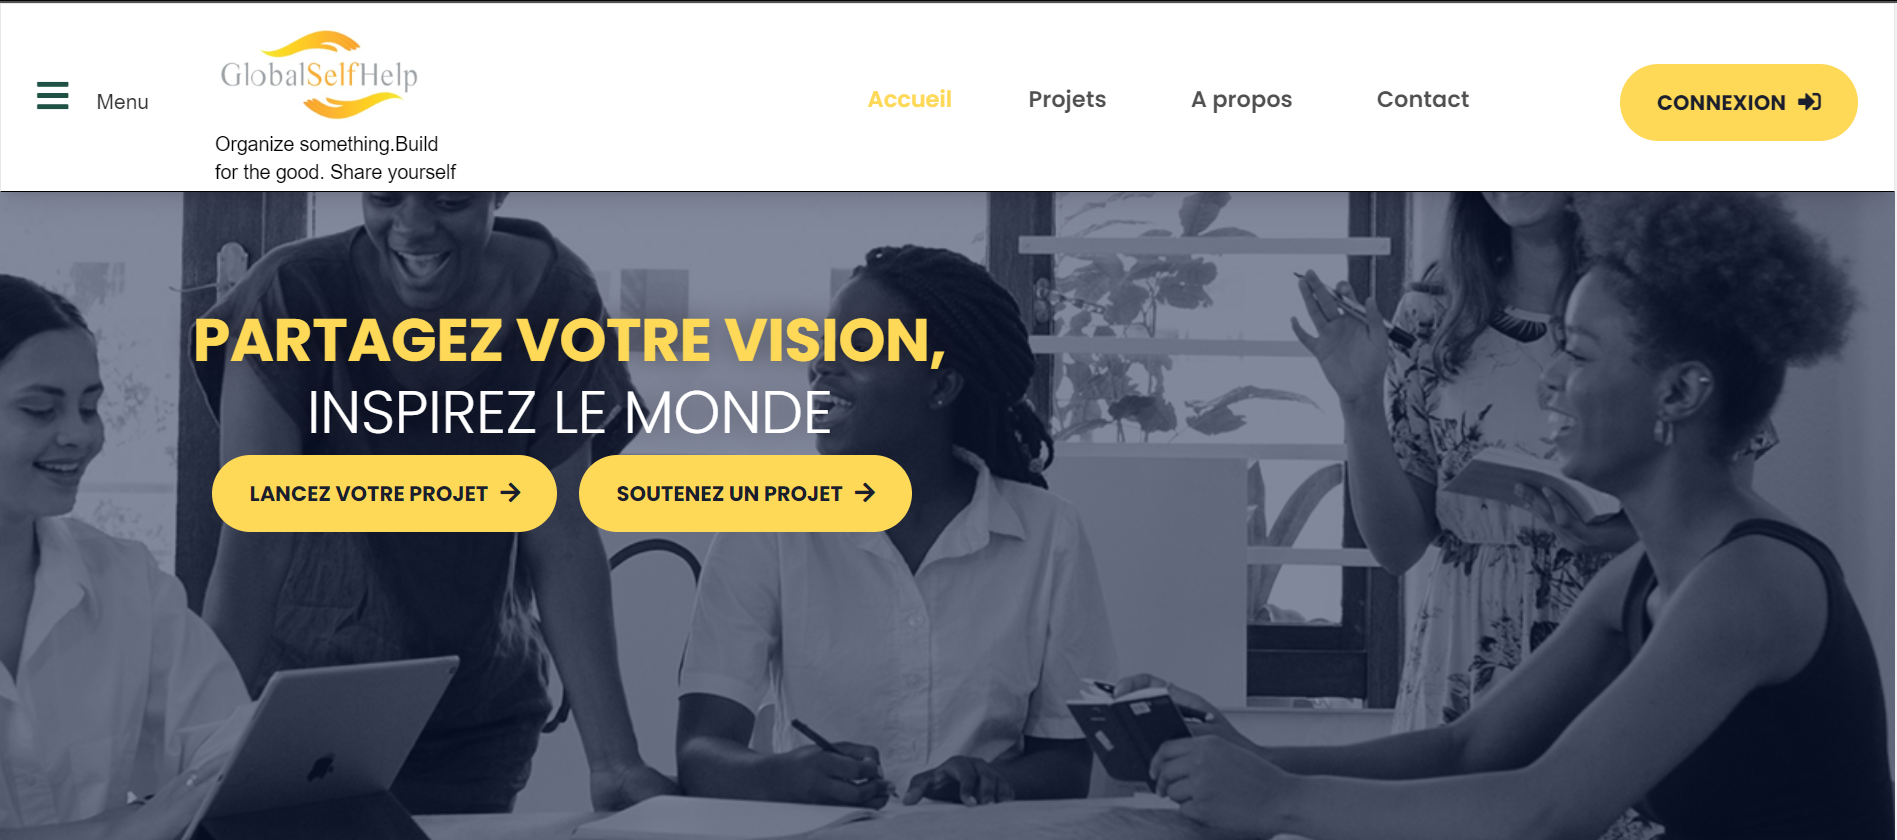 Menu
GlobalSelfHelp
Organize something.Build
for the good. Share yourself
Accueil
Projets
A propos
Contact
CONNEXION
PARTAGEZ VOTRE VISION,
INSPIREZ LE MONDE
LANCEZ VOTRE PROJET
SOUTENEZ UN PROJET